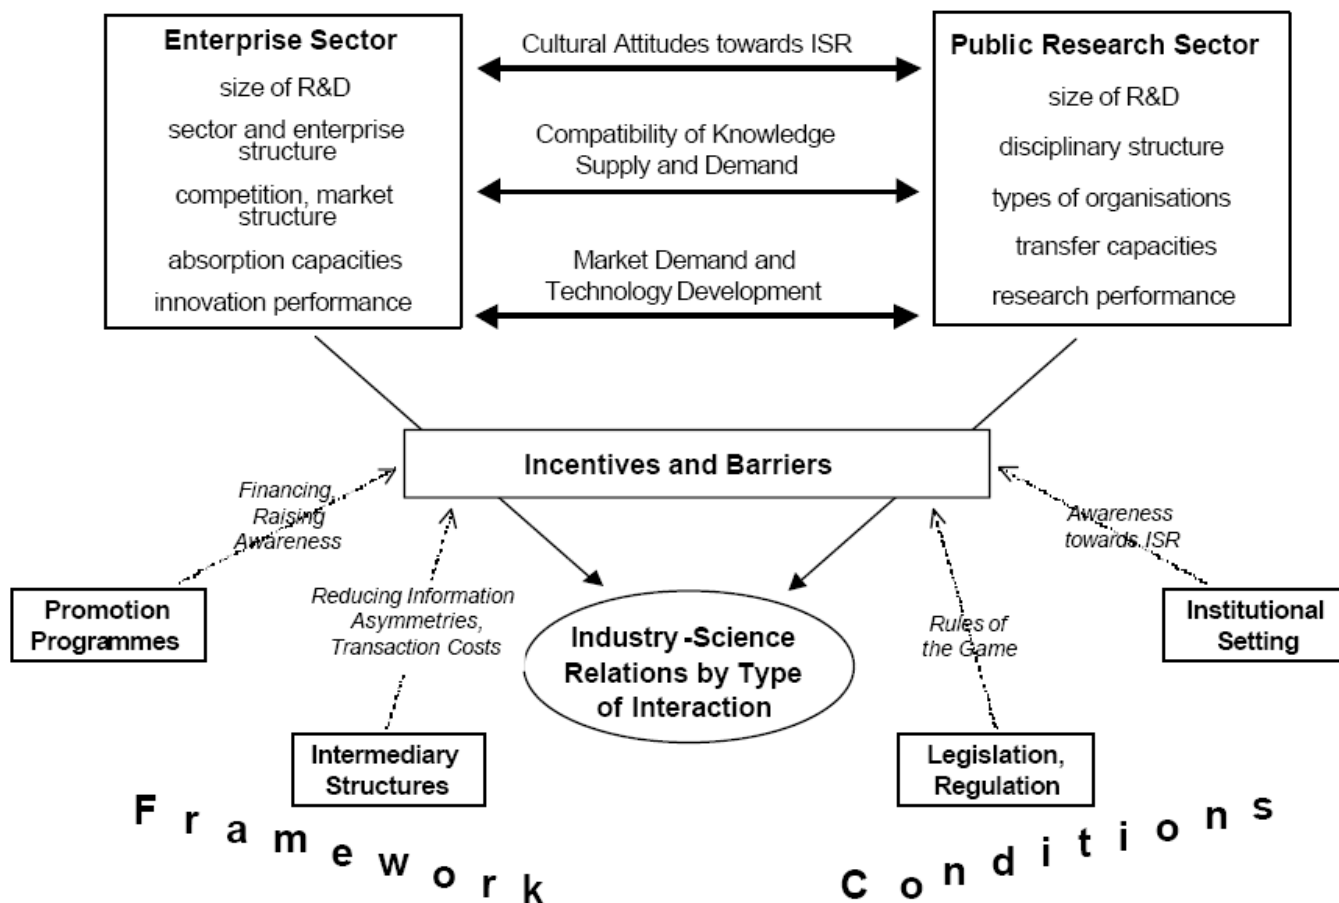 Enterprise Sector
size of R&D
sector and enterprise
structure
competition, market
structure
absorption capacities
innovation performance
Cultural Attitudes towards ISR
Compatibility of Knowledge
Supply and Demand
Market Demand and
Technology Development
Public Research Sector
size of R&D
disciplinary structure
types of organisations
transfer capacities
research performance
Incentives and Barriers
Financing,
Raising
Awareness
Awareness
towards ISR
Promotion
Programmes
Reducing Information
Asymmetries,
Transaction Costs
Industry-Science
Relations by Type
of Interaction
Rules of
the Game
Institutional
Setting
Intermediary
Structures
Legislation,
Regulation
Framework
Conditions